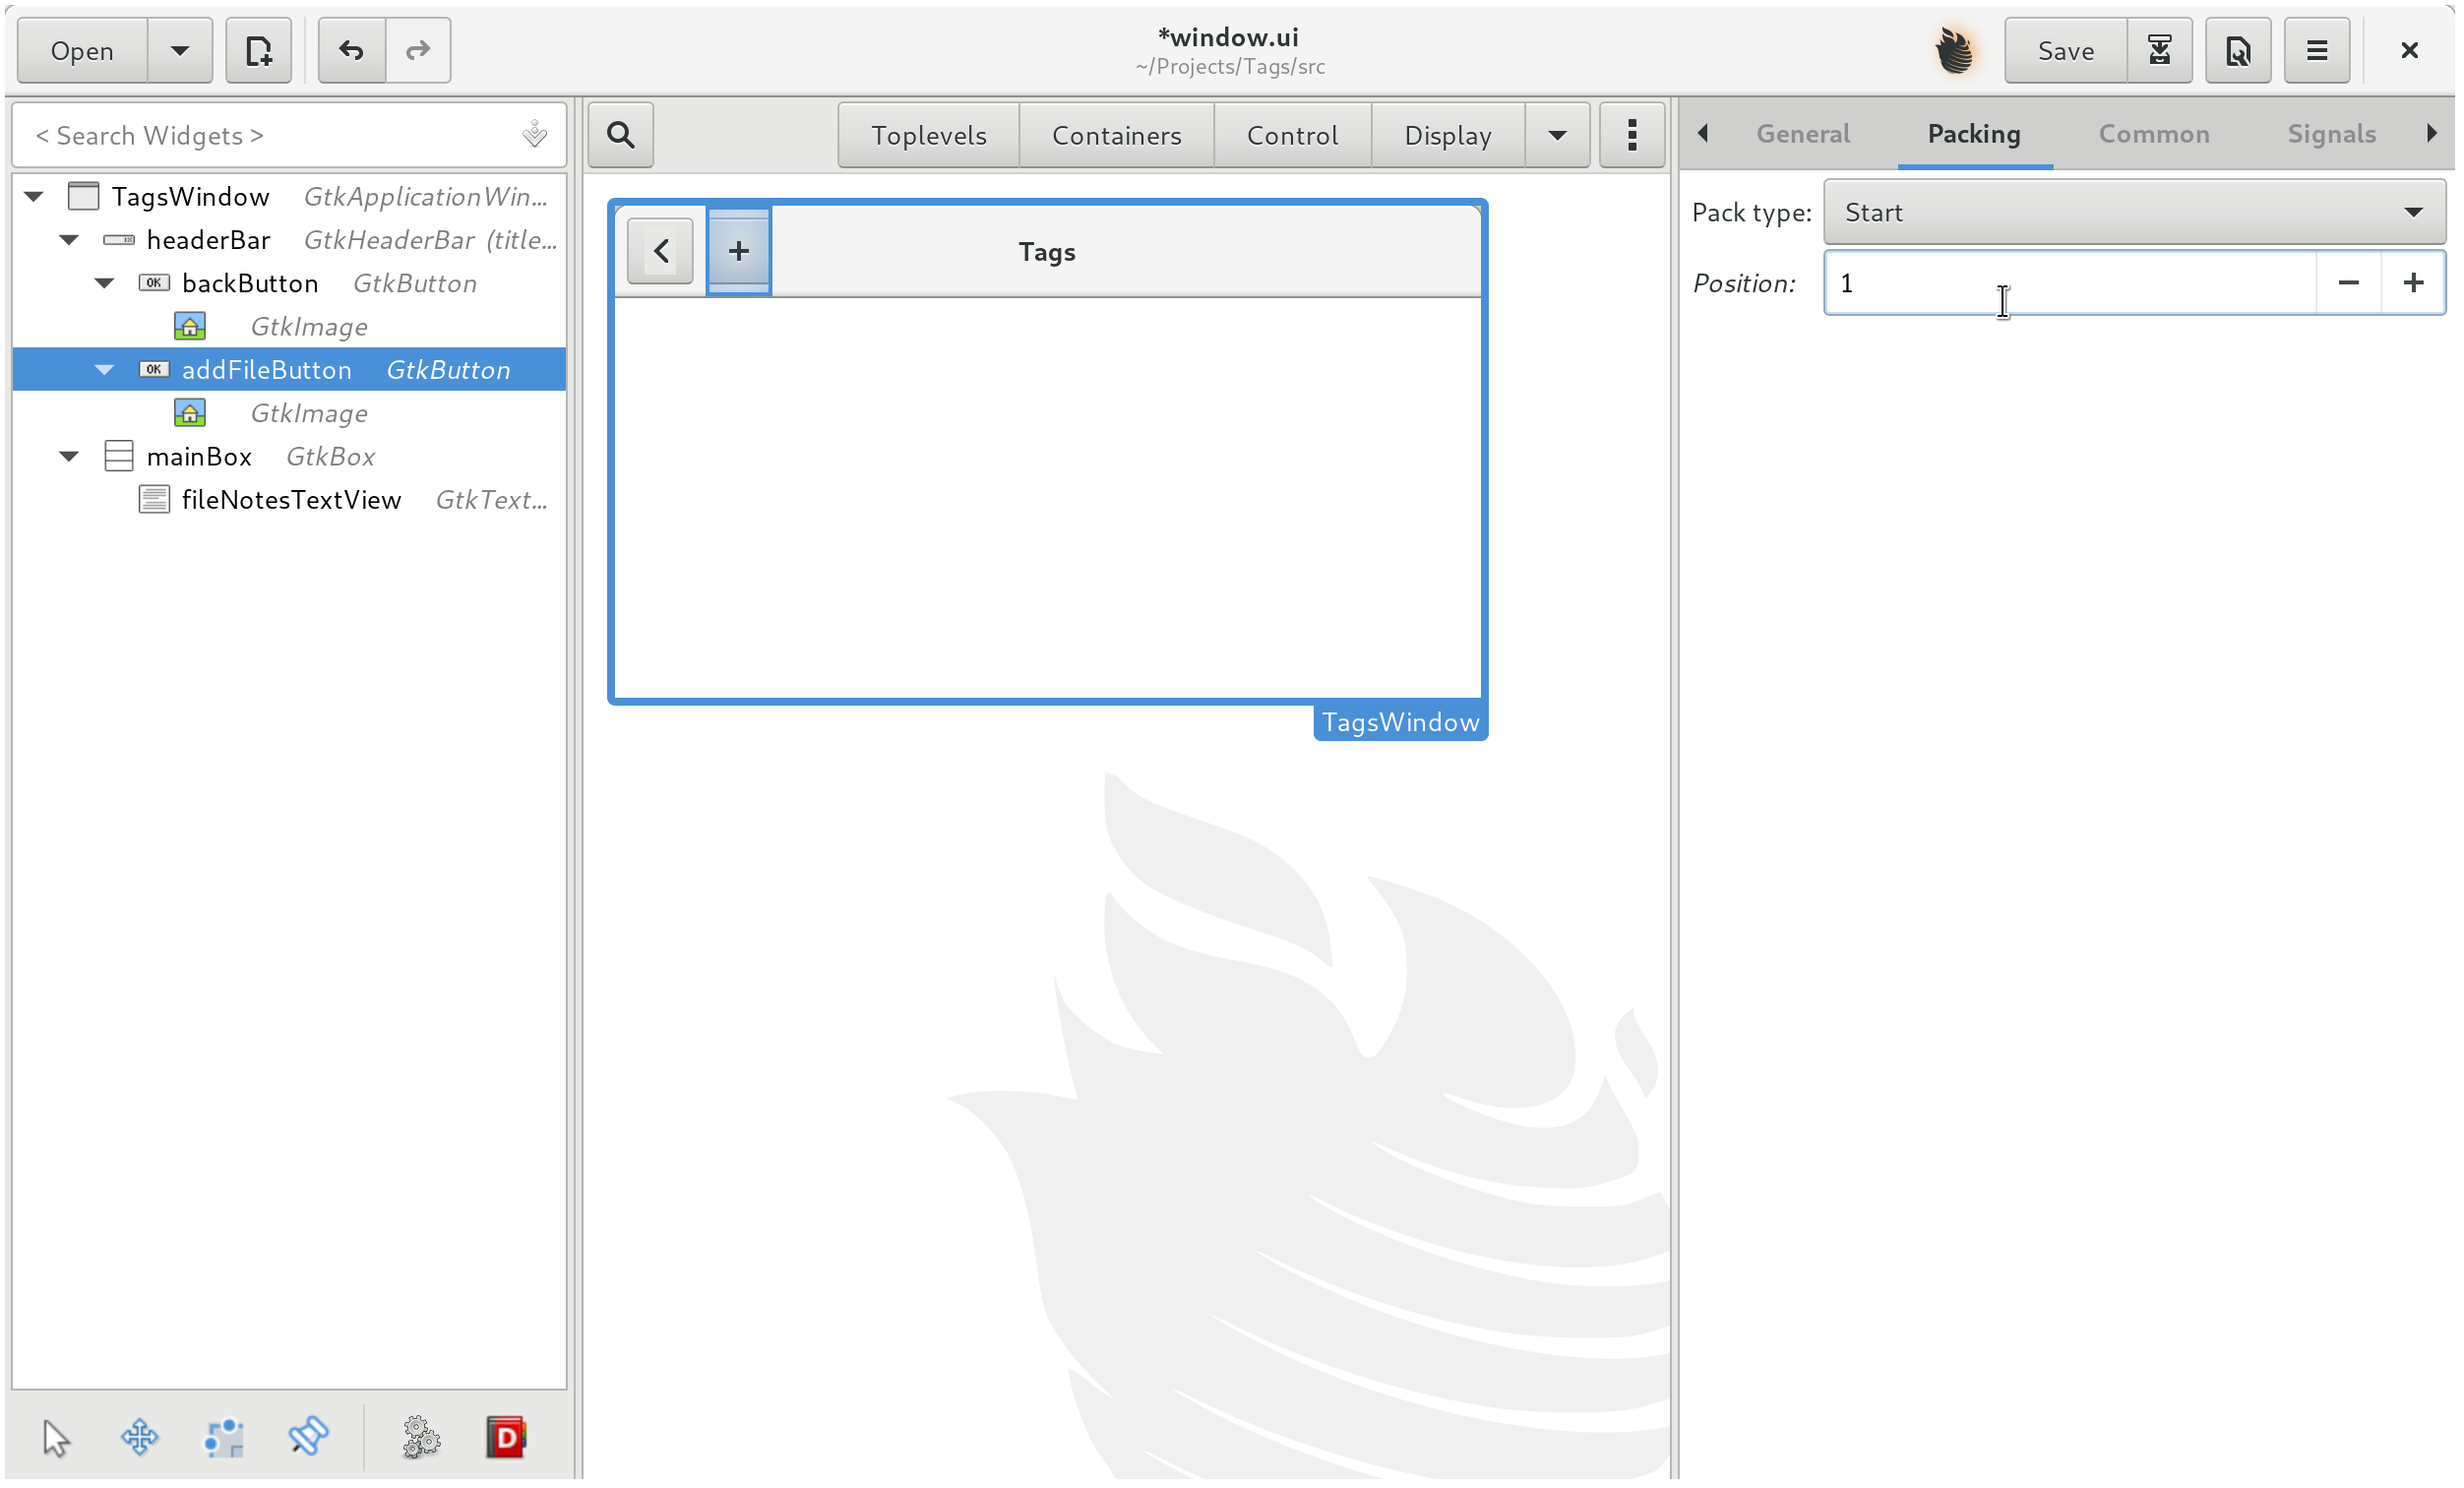 Open
*window.ui
~/Projects/Tags/src
Save
< Search Widgets >
TagsWindow GtkApplicationWin...
headerBar GtkHeaderBar (title...
OK backButton GtkButton
GtkImage
OK addFileButton GtkButton
GtkImage
mainBox GtkBox
fileNotesTextView GtkText...
D
Toplevels Containers Control Display
Tags
TagsWindow
General Packing Common Signals
Pack type: Start
Position: 1